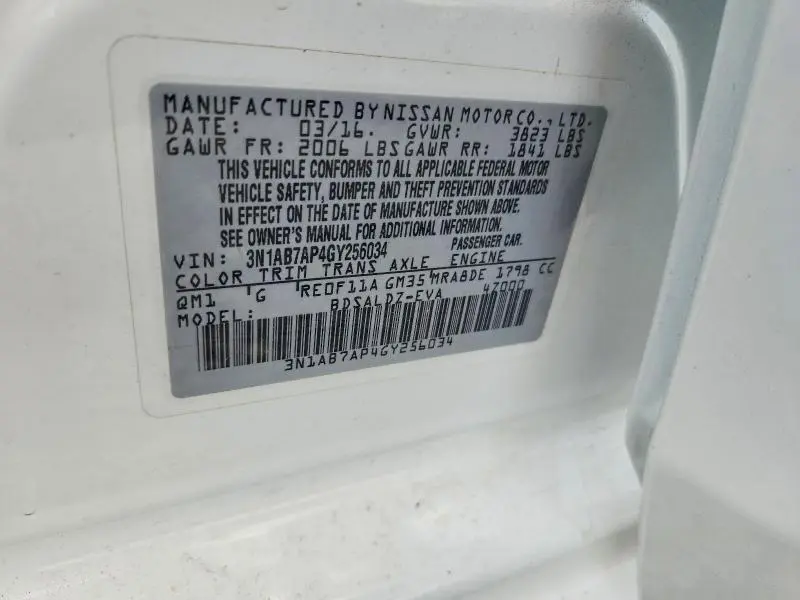 MANUFACTURED BY NISSAN MOTOR CO., LTD.
DATE: 03/16. GVWR: 3823 LBS
GAWR FR: 2006 LBS GAWR RR: 1841 LBS
THIS VEHICLE CONFORMS TO ALL APPLICABLE FEDERAL MOTOR
VEHICLE SAFETY, BUMPER AND THEFT PREVENTION STANDARDS
IN EFFECT ON THE DATE OF MANUFACTURE SHOWN ABOVE.
SEE OWNER'S MANUAL FOR ADDITIONAL INFORMATION.
VIN: 3N1AB7AP4GY256034 PASSENGER CAR.
COLOR TRIM TRANS AXLE ENGINE
QM1 G RE0F11A GM35 MRA8DE 1798 CC
MODEL: BDSALDZ-EVA 47000
3N1AB7AP4GY256034